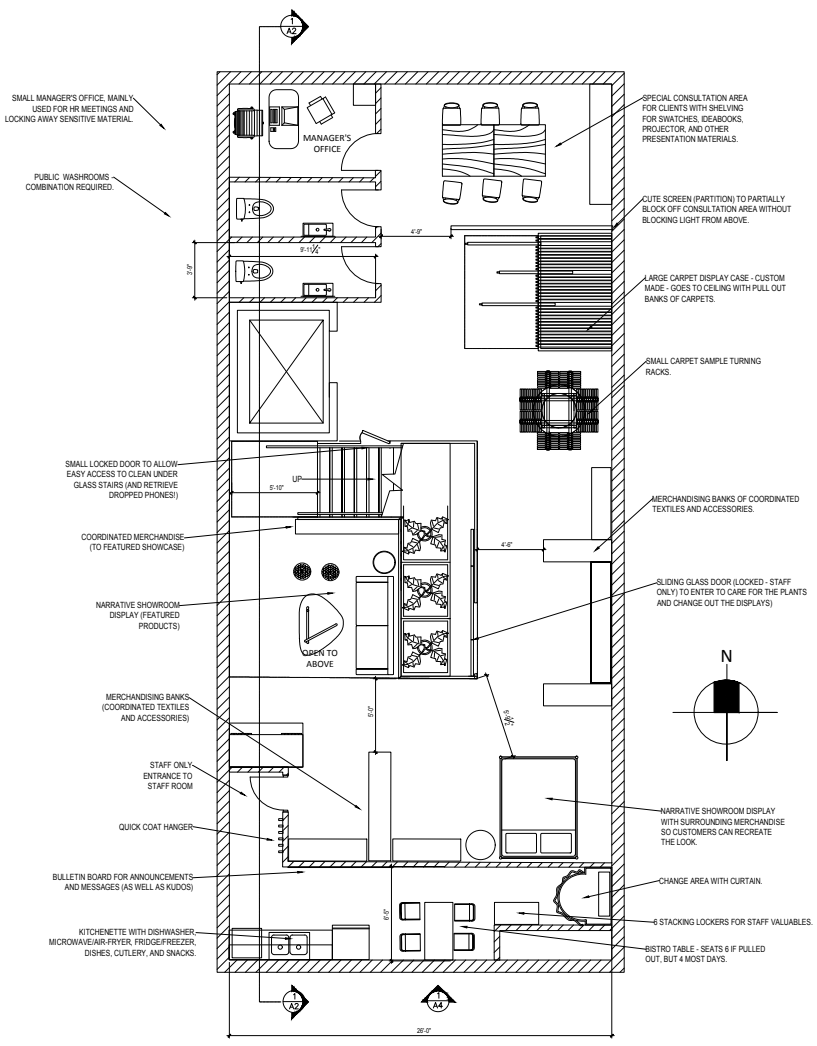 1
A2
SMALL MANAGER'S OFFICE, MAINLY
USED FOR HR MEETINGS AND
LOCKING AWAY SENSITIVE MATERIAL.
MANAGER'S
OFFICE
SPECIAL CONSULTATION AREA
FOR CLIENTS WITH SHELVING
FOR SWATCHES, IDEABOOKS,
PROJECTOR, AND OTHER
PRESENTATION MATERIALS.
PUBLIC WASHROOMS -
COMBINATION REQUIRED.
CUTE SCREEN (PARTITION) TO PARTIALLY
BLOCK OFF CONSULTATION AREA WITHOUT
BLOCKING LIGHT FROM ABOVE.
4'-9"
9'-11 1/4"
3'-9"
LARGE CARPET DISPLAY CASE - CUSTOM
MADE - GOES TO CEILING WITH PULL OUT
BANKS OF CARPETS.
SMALL CARPET SAMPLE TURNING
RACKS.
SMALL LOCKED DOOR TO ALLOW
EASY ACCESS TO CLEAN UNDER
GLASS STAIRS (AND RETRIEVE
DROPPED PHONES!)
UP
5'-10"
MERCHANDISING BANKS OF COORDINATED
TEXTILES AND ACCESSORIES.
COORDINATED MERCHANDISE
(TO FEATURED SHOWCASE)
4'-6"
SLIDING GLASS DOOR (LOCKED - STAFF
ONLY) TO ENTER TO CARE FOR THE PLANTS
AND CHANGE OUT THE DISPLAYS)
NARRATIVE SHOWROOM
DISPLAY (FEATURED
PRODUCTS)
OPEN TO
ABOVE
N
MERCHANDISING BANKS
(COORDINATED TEXTILES
AND ACCESSORIES)
5'-0"
STAFF ONLY
ENTRANCE TO
STAFF ROOM
QUICK COAT HANGER
NARRATIVE SHOWROOM DISPLAY
WITH SURROUNDING MERCHANDISE
SO CUSTOMERS CAN RECREATE
THE LOOK.
BULLETIN BOARD FOR ANNOUNCEMENTS
AND MESSAGES (AS WELL AS KUDOS)
CHANGE AREA WITH CURTAIN.
6'-5"
6 STACKING LOCKERS FOR STAFF VALUABLES.
KITCHENETTE WITH DISHWASHER,
MICROWAVE/AIR-FRYER, FRIDGE/FREEZER,
DISHES, CUTLERY, AND SNACKS.
BISTRO TABLE - SEATS 6 IF PULLED
OUT, BUT 4 MOST DAYS.
1
A2
1
A4
26'-0"